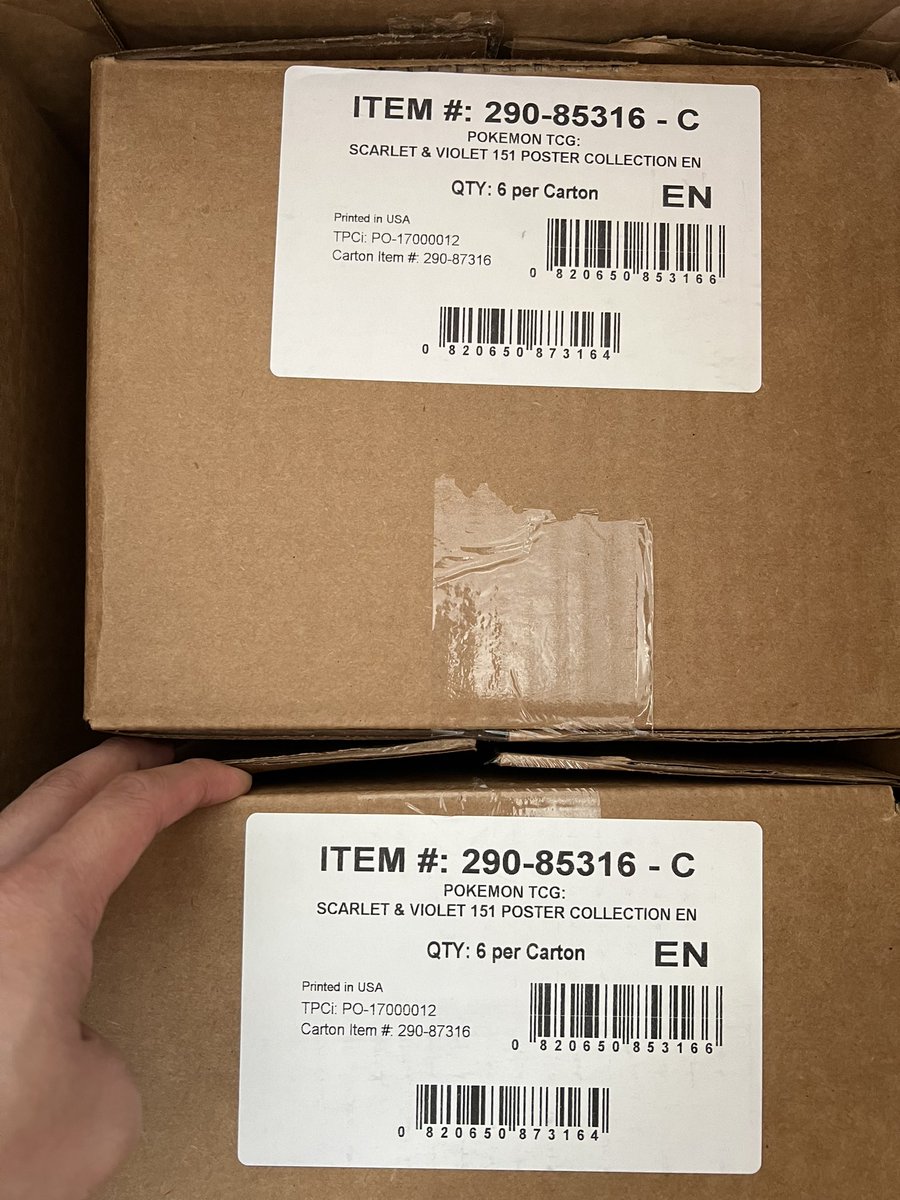 ITEM #: 290-85316 - C
POKEMON TCG:
SCARLET & VIOLET 151 POSTER COLLECTION EN
QTY: 6 per Carton EN
Printed in USA
TPCi: PO-17000012
Carton Item #: 290-87316
0 820650 853166
0 820650 873164
ITEM #: 290-85316 - C
POKEMON TCG:
SCARLET & VIOLET 151 POSTER COLLECTION EN
QTY: 6 per Carton EN
Printed in USA
TPCi: PO-17000012
Carton Item #: 290-87316
0 820650 853166
0 820650 873164